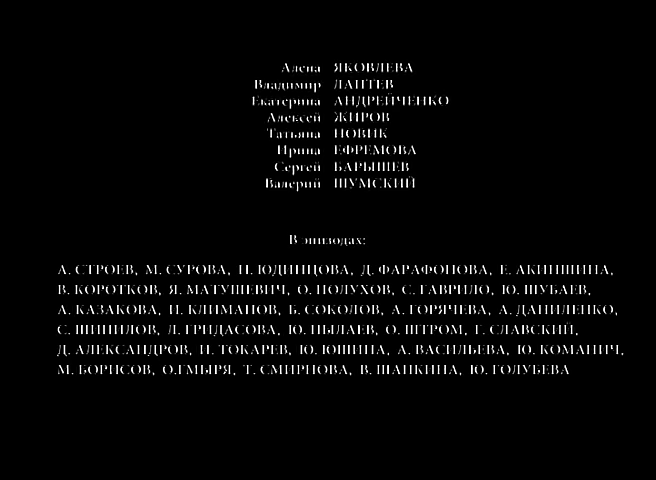 Алена ЯКОВЛЕВА
Владимир ЛАПТЕВ
Екатерина АНДРЕЙЧЕНКО
Алексей ЖИРОВ
Татьяна НОВИК
Ирина ЕФРЕМОВА
Сергей БАРЫШЕВ
Валерий ШУМСКИЙ
В эпизодах:
А. СТРОЕВ, М. СУРОВА, Н. ЮДИНЦОВА, Д. ФАРАФОНОВА, Е. АКИНШИНА,
В. КОРОТКОВ, Я. МАТУШЕВИЧ, О. ПОЛУХОВ, С. ГАВРИЛО, Ю. ШУБАЕВ,
А. КАЗАКОВА, И. КЛИМАНОВ, Б. СОКОЛОВ, А. ГОРЯЧЕВА, А. ДАНИЛЕНКО,
С. ШИПИЛОВ, Л. ГРИДАСОВА, Ю. ПЫЛАЕВ, О. ШТРОМ, Г. СЛАВСКИЙ,
Д. АЛЕКСАНДРОВ, И. ТОКАРЕВ, Ю. ЮШИНА, А. ВАСИЛЬЕВА, Ю. КОМАНИЧ,
М. БОРИСОВ, О.ГМЫРЯ, Т. СМИРНОВА, В. ШАПКИНА, Ю. ГОЛУБЕВА